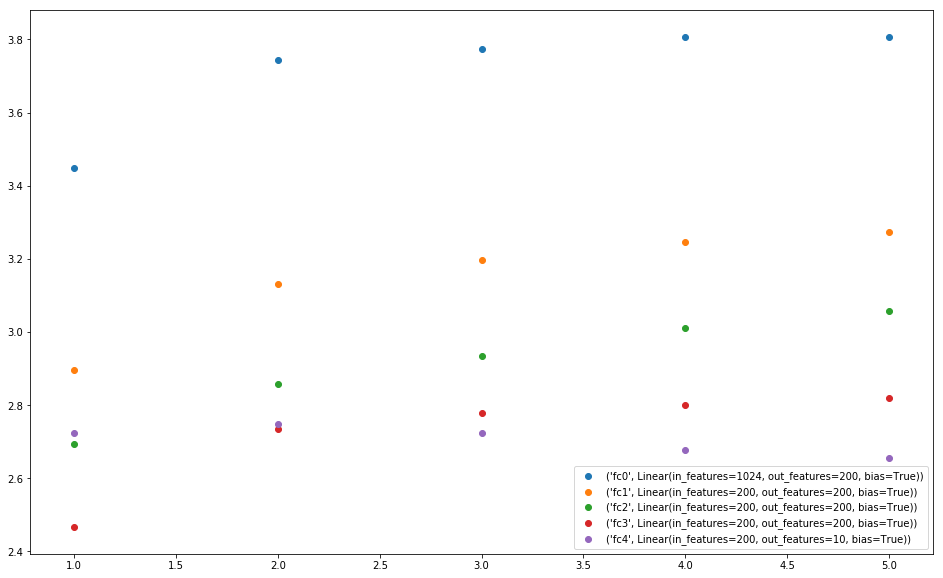 3.8
3.6
3.4
3.2
3.0
2.8
2.6
2.4
1.0 1.5 2.0 2.5 3.0 3.5 4.0 4.5 5.0
('fc0', Linear(in_features=1024, out_features=200, bias=True))
('fc1', Linear(in_features=200, out_features=200, bias=True))
('fc2', Linear(in_features=200, out_features=200, bias=True))
('fc3', Linear(in_features=200, out_features=200, bias=True))
('fc4', Linear(in_features=200, out_features=10, bias=True))